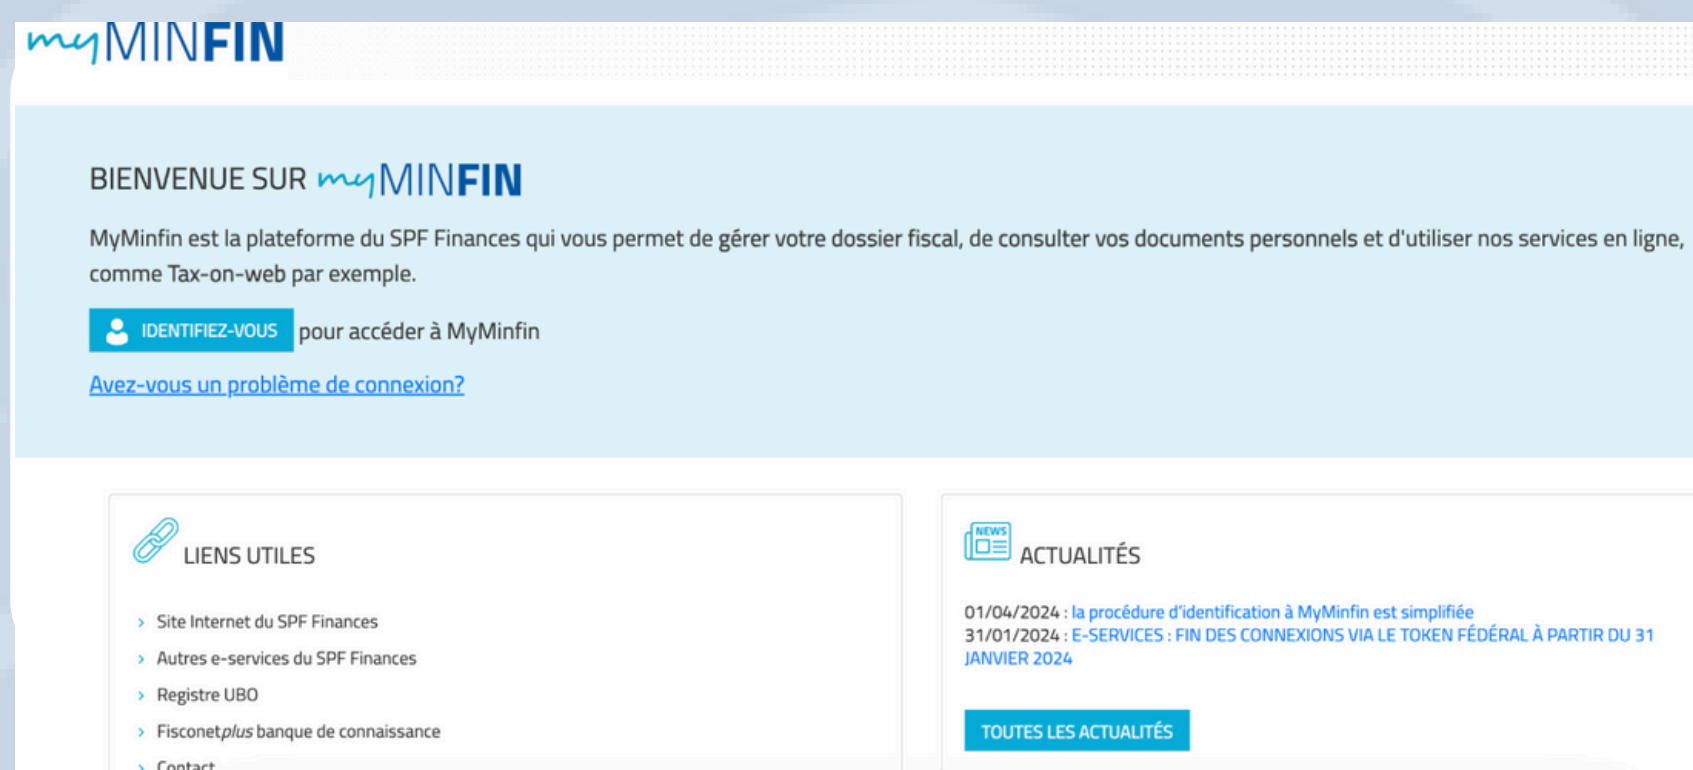 myMINFIN
BIENVENUE SUR myMINFIN
MyMinfin est la plateforme du SPF Finances qui vous permet de gérer votre dossier fiscal, de consulter vos documents personnels et d'utiliser nos services en ligne,
comme Tax-on-web par exemple.
IDENTIFIEZ-VOUS pour accéder à MyMinfin
Avez-vous un problème de connexion?
LIENS UTILES
Site Internet du SPF Finances
Autres e-services du SPF Finances
Registre UBO
Fisconetplus banque de connaissance
Contact
NEWS
ACTUALITÉS
01/04/2024 : la procédure d'identification à MyMinfin est simplifiée
31/01/2024 : E-SERVICES : FIN DES CONNEXIONS VIA LE TOKEN FÉDÉRAL À PARTIR DU 31
JANVIER 2024
TOUTES LES ACTUALITÉS